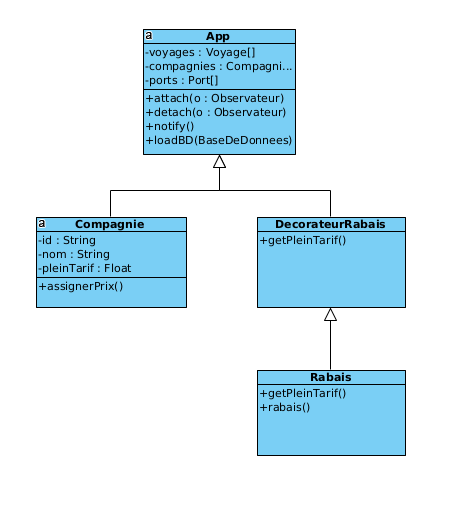 a
App
-voyages : Voyage[]
-compagnies : Compagni...
-ports : Port[]
+attach(o : Observateur)
+detach(o : Observateur)
+notify()
+loadBD(BaseDeDonnees)
a
Compagnie
-id : String
-nom : String
-pleinTarif : Float
+assignerPrix()
DecorateurRabais
+getPleinTarif()
Rabais
+getPleinTarif()
+rabais()